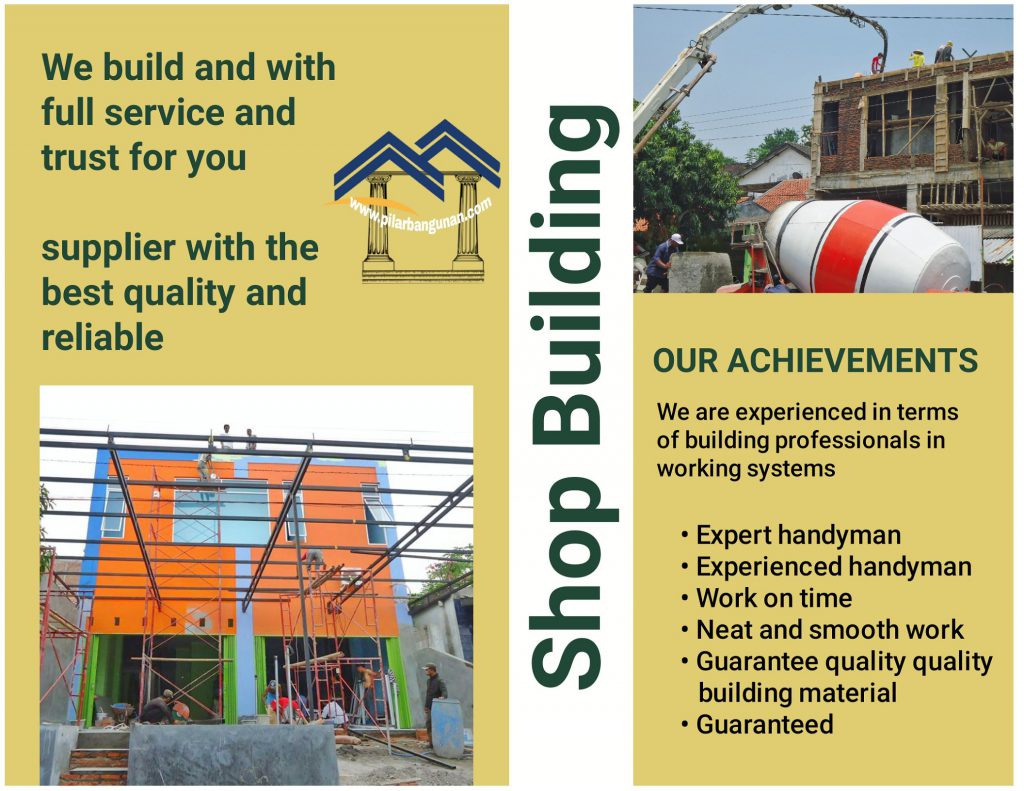 We build and with
full service and
trust for you
supplier with the
best quality and
reliable
www.pilarbangunan.com
Shop Building
OUR ACHIEVEMENTS
We are experienced in terms
of building professionals in
working systems
• Expert handyman
• Experienced handyman
• Work on time
• Neat and smooth work
• Guarantee quality quality
building material
• Guaranteed